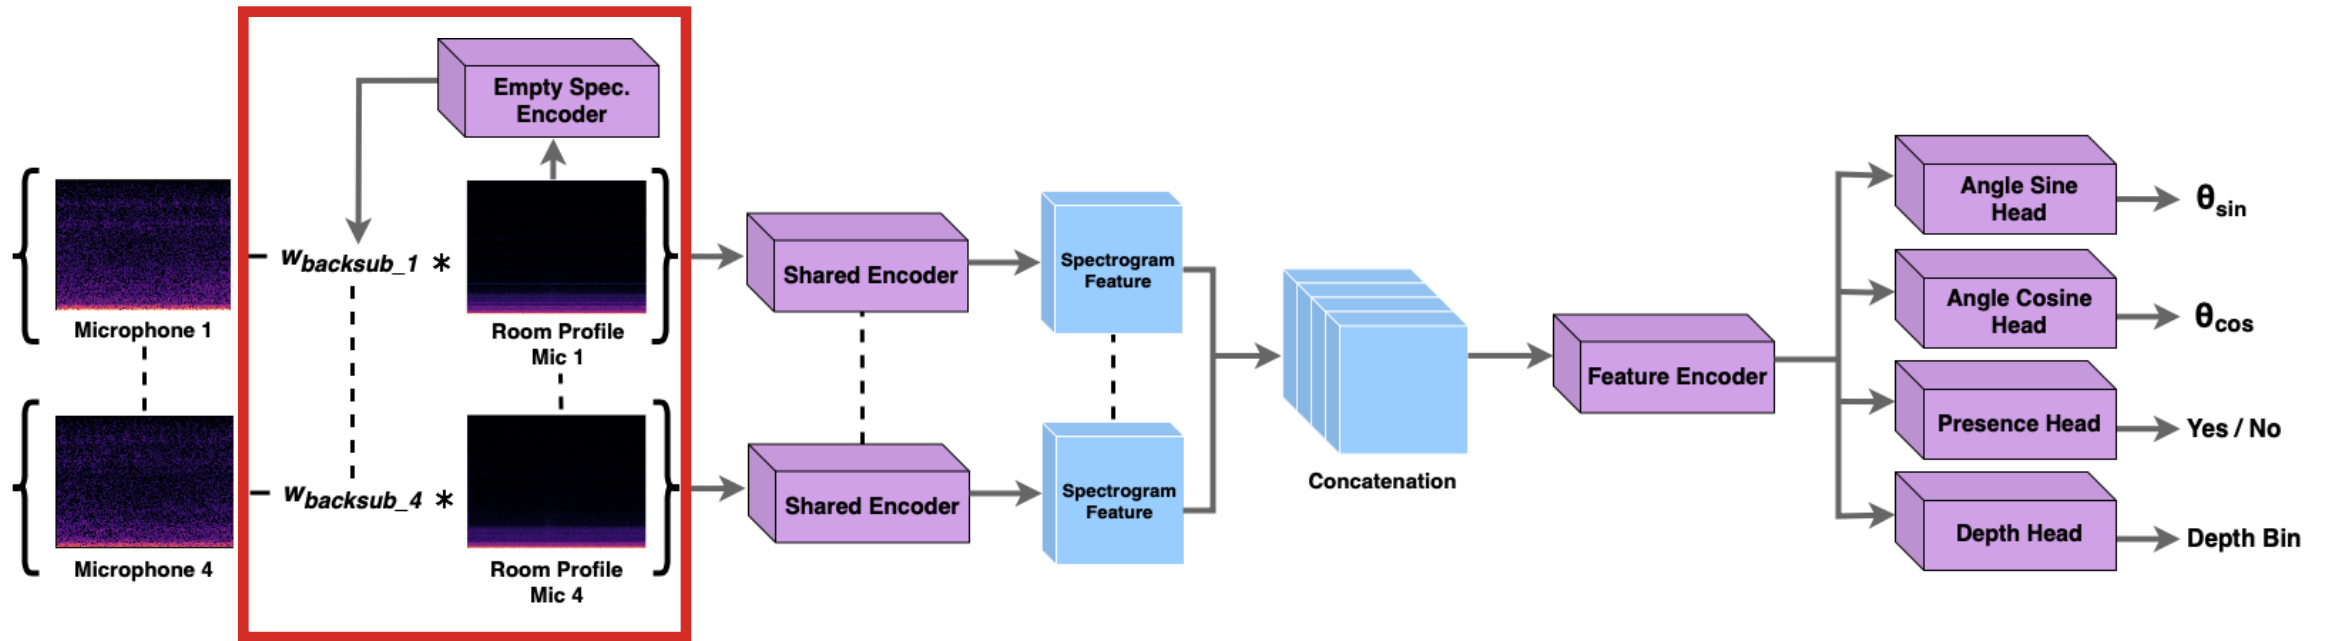 Empty Spec.
Encoder
Microphone 1
– w_backsub_1 *
Room Profile
Mic 1
Microphone 4
– w_backsub_4 *
Room Profile
Mic 4
Shared Encoder
Shared Encoder
Spectrogram
Feature
Spectrogram
Feature
Concatenation
Feature Encoder
Angle Sine
Head
θsin
Angle Cosine
Head
θcos
Presence Head
Yes / No
Depth Head
Depth Bin